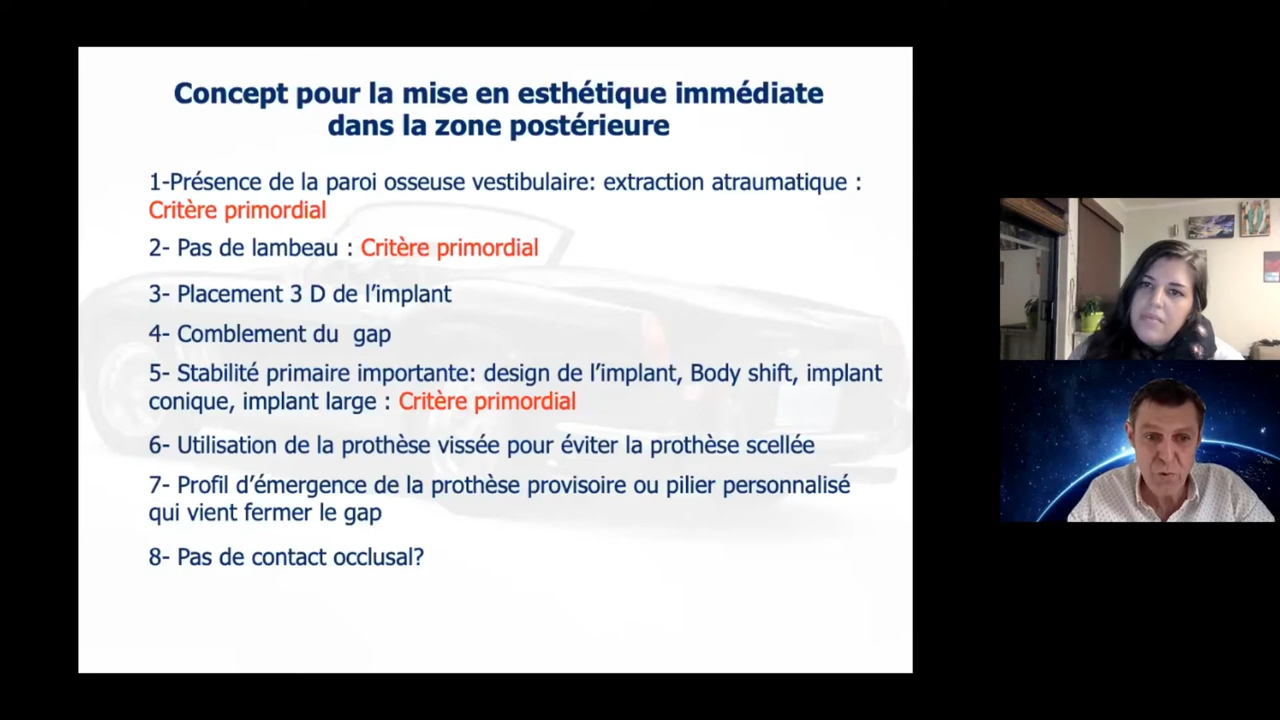 Concept pour la mise en esthétique immédiate
dans la zone postérieure
1-Présence de la paroi osseuse vestibulaire: extraction atraumatique :
Critère primordial
2- Pas de lambeau : Critère primordial
3- Placement 3 D de l’implant
4- Comblement du  gap
5- Stabilité primaire importante: design de l’implant, Body shift, implant
conique, implant large : Critère primordial
6- Utilisation de la prothèse vissée pour éviter la prothèse scellée
7- Profil d’émergence de la prothèse provisoire ou pilier personnalisé
qui vient fermer le gap
8- Pas de contact occlusal?